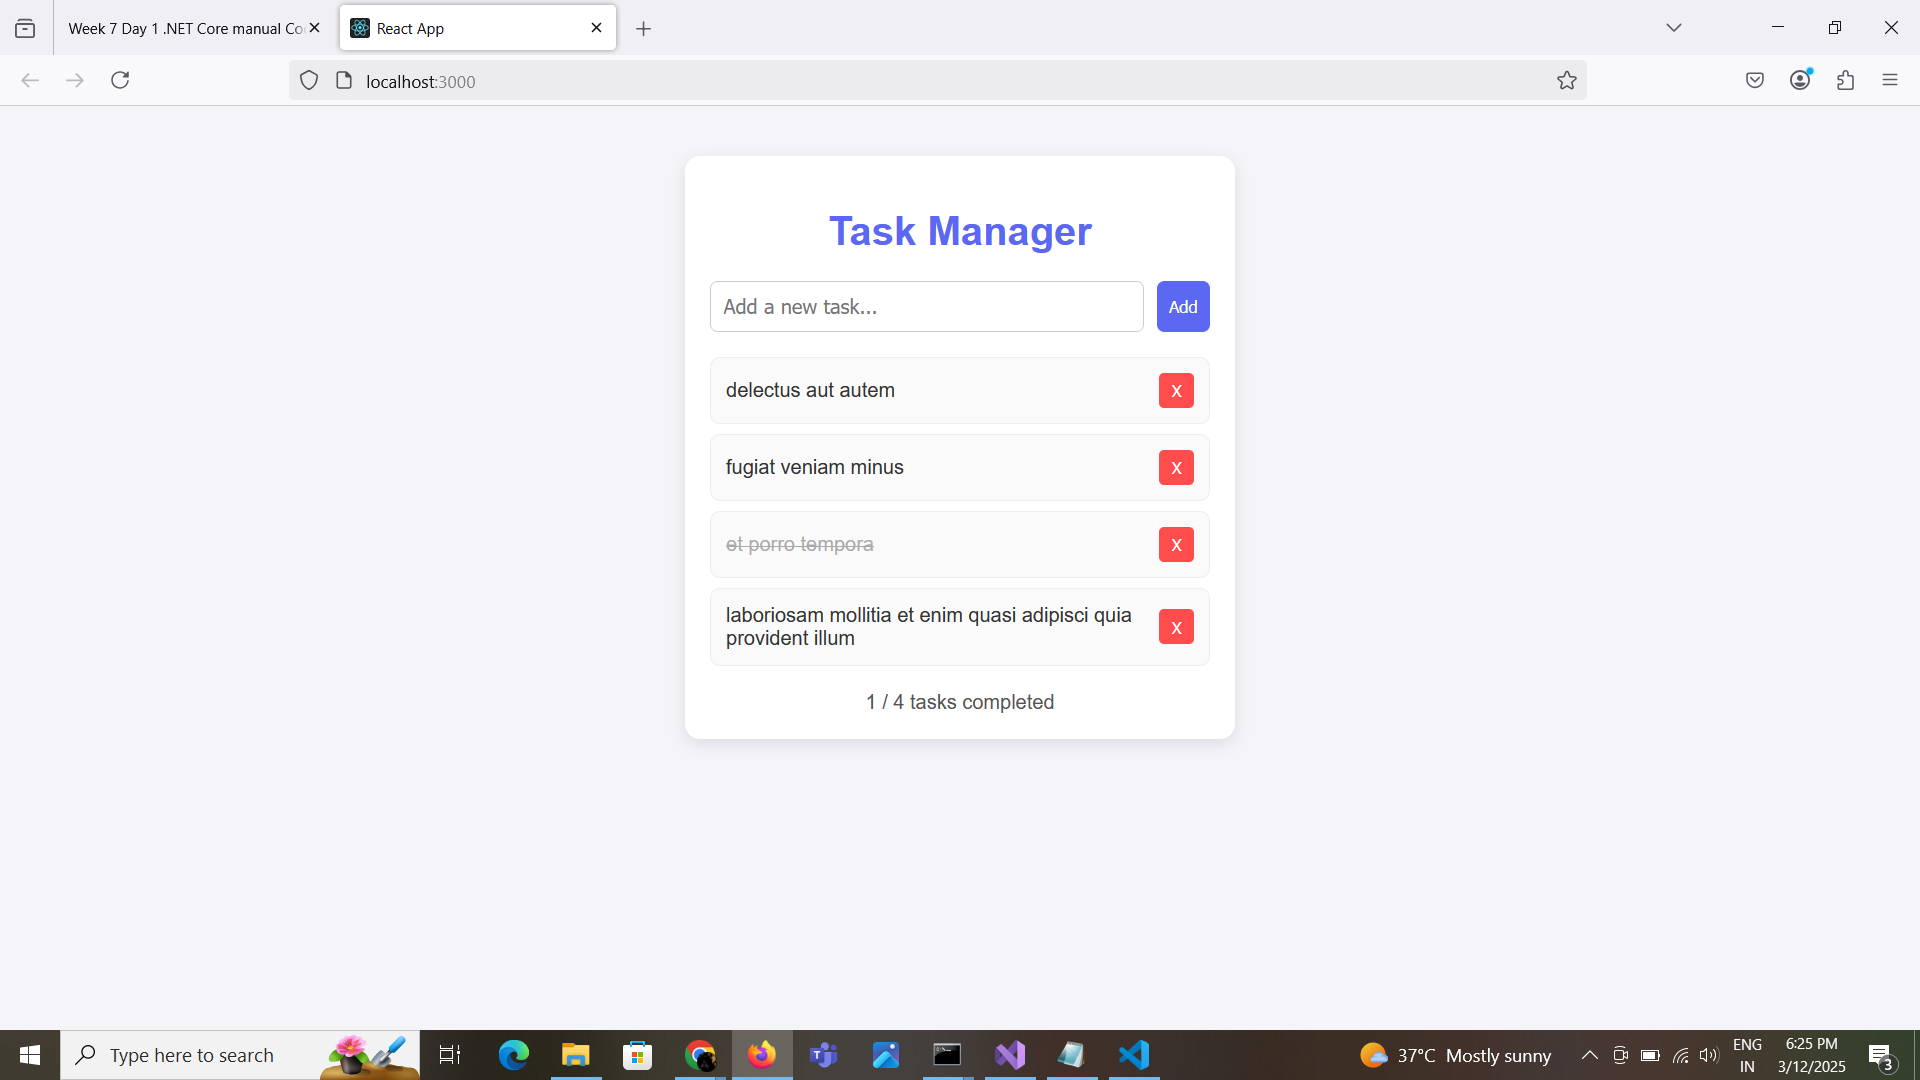 Week 7 Day 1 .NET Core manual Co
React App
localhost:3000
Task Manager
Add a new task...
Add
delectus aut autem
X
fugiat veniam minus
X
et porro tempora
X
laboriosam mollitia et enim quasi adipisci quia
provident illum
X
1 / 4 tasks completed
Type here to search
37°C Mostly sunny
ENG
IN
6:25 PM
3/12/2025
3